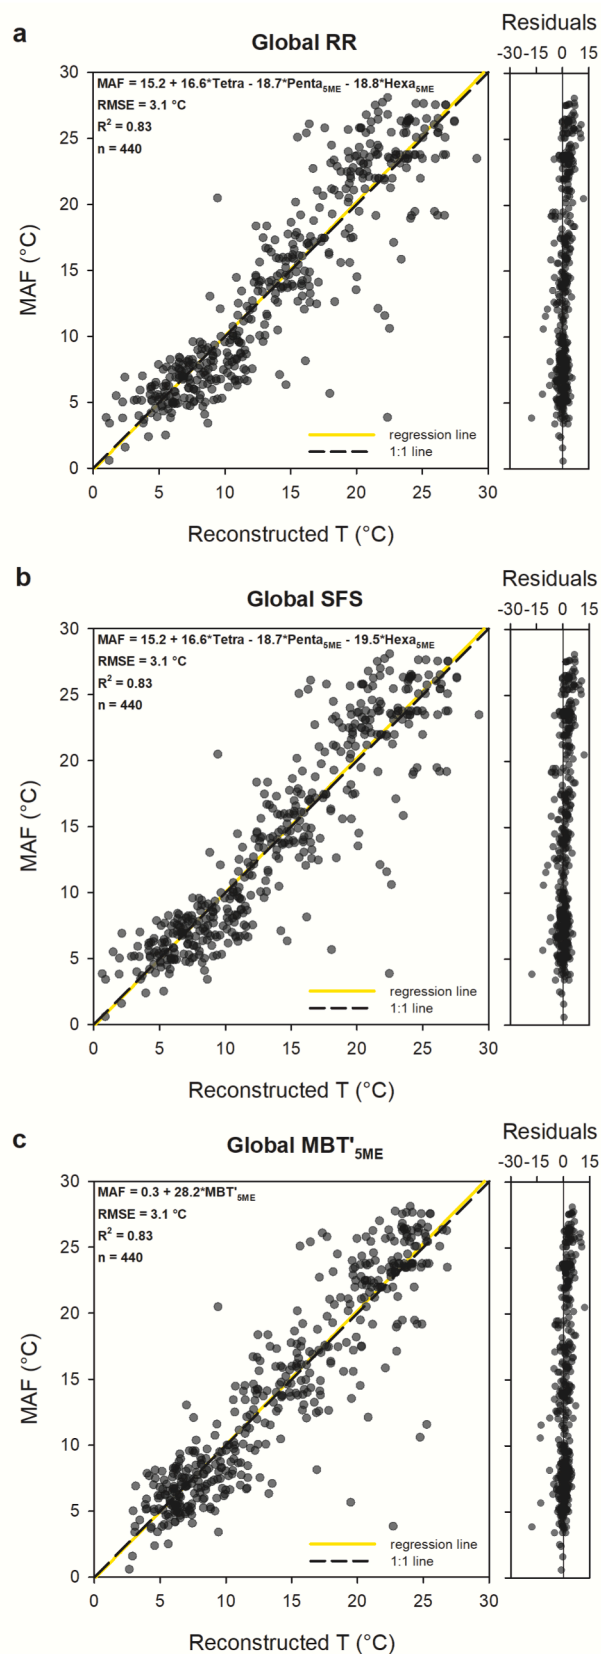 a
Global RR
Residuals
-30 -15 0 15
MAF = 15.2 + 16.6*Tetra - 18.7*Penta5ME - 18.8*Hexa5ME
RMSE = 3.1 °C
R² = 0.83
n = 440
30
25
20
15
10
5
0
MAF (°C)
regression line
1:1 line
0 5 10 15 20 25 30
Reconstructed T (°C)
b
Global SFS
Residuals
-30 -15 0 15
MAF = 15.2 + 16.6*Tetra - 18.7*Penta5ME - 19.5*Hexa5ME
RMSE = 3.1 °C
R² = 0.83
n = 440
30
25
20
15
10
5
0
MAF (°C)
regression line
1:1 line
0 5 10 15 20 25 30
Reconstructed T (°C)
c
Global MBT'5ME
Residuals
-30 -15 0 15
MAF = 0.3 + 28.2*MBT'5ME
RMSE = 3.1 °C
R² = 0.83
n = 440
30
25
20
15
10
5
0
MAF (°C)
regression line
1:1 line
0 5 10 15 20 25 30
Reconstructed T (°C)